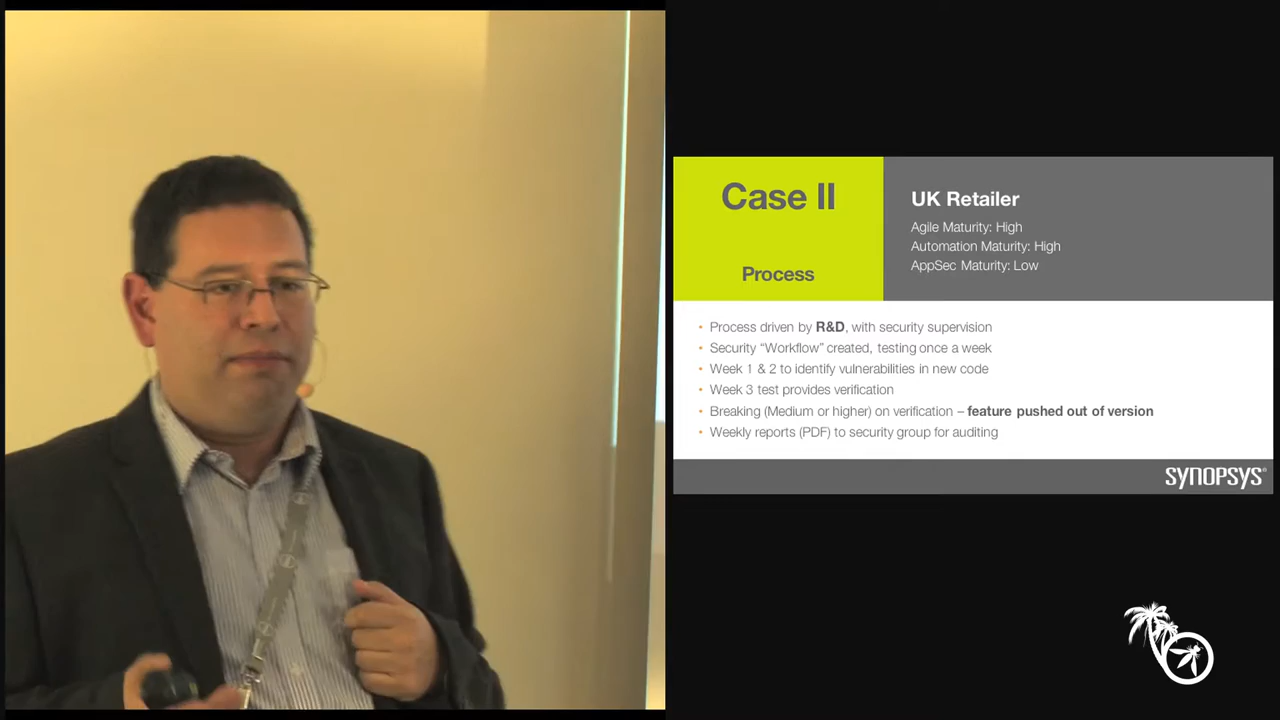 Case II
Process
UK Retailer
Agile Maturity: High
Automation Maturity: High
AppSec Maturity: Low
• Process driven by R&D, with security supervision
• Security “Workflow” created, testing once a week
• Week 1 & 2 to identify vulnerabilities in new code
• Week 3 test provides verification
• Breaking (Medium or higher) on verification – feature pushed out of version
• Weekly reports (PDF) to security group for auditing
SYNOPSYS®